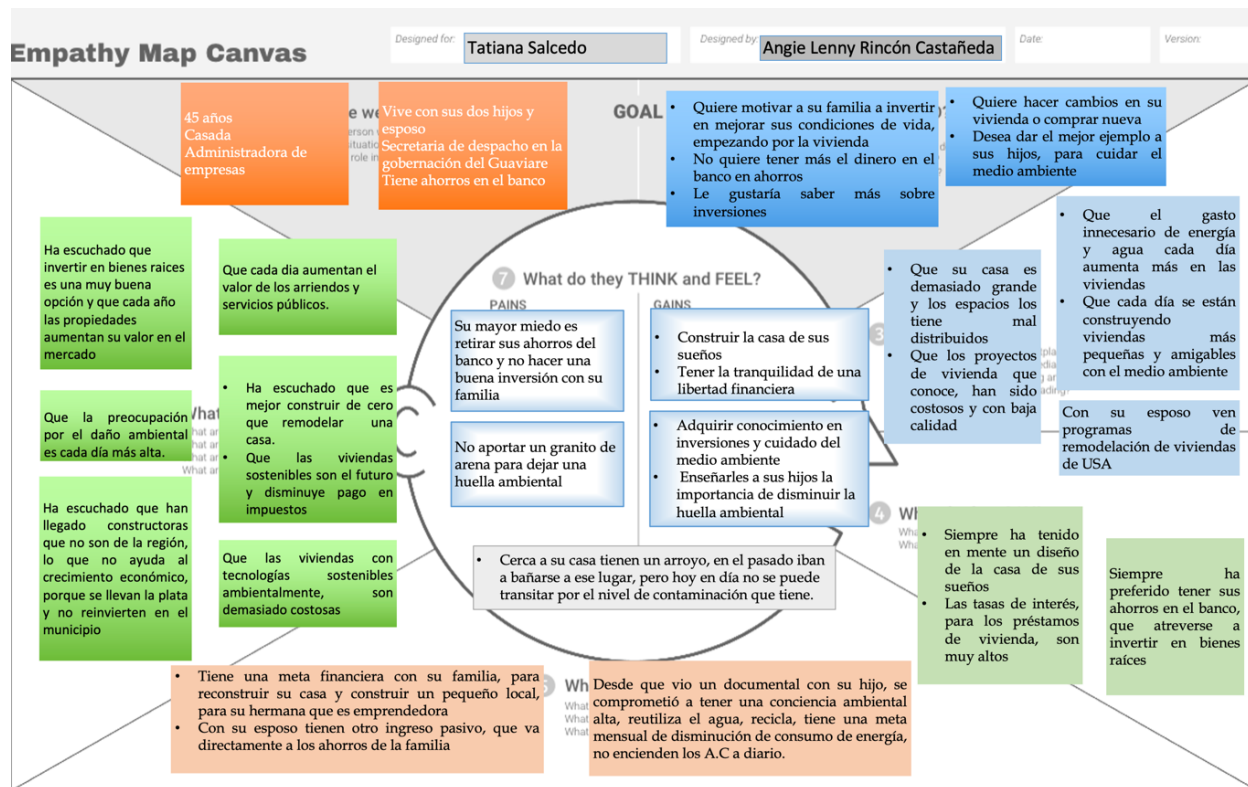 Empathy Map Canvas
Designed for:
Tatiana Salcedo
Designed by:
Angie Lenny Rincón Castañeda
Date:
Version:
45 años
Casada
Administradora de
empresas
Vive con sus dos hijos y
esposo
Secretaria de despacho en la
gobernación del Guaviare
Tiene ahorros en el banco
GOAL
• Quiere motivar a su familia a invertir
en mejorar sus condiciones de vida,
empezando por la vivienda
• No quiere tener más el dinero en el
banco en ahorros
• Le gustaría saber más sobre
inversiones
• Quiere hacer cambios en su
vivienda o comprar nueva
• Desea dar el mejor ejemplo a
sus hijos, para cuidar el
medio ambiente
Ha escuchado que
invertir en bienes raices
es una muy buena
opción y que cada año
las propiedades
aumentan su valor en el
mercado
Que cada dia aumentan el
valor de los arriendos y
servicios públicos.
Que la preocupación
por el daño ambiental
es cada día más alta.
• Ha escuchado que es
mejor construir de cero
que remodelar una
casa.
• Que las viviendas
sostenibles son el futuro
y disminuye pago en
impuestos
Ha escuchado que han
llegado constructoras
que no son de la región,
lo que no ayuda al
crecimiento económico,
porque se llevan la plata
y no reinvierten en el
municipio
Que las viviendas con
tecnologías sostenibles
ambientalmente, son
demasiado costosas
7 What do they THINK and FEEL?
PAINS
GAINS
Su mayor miedo es
retirar sus ahorros del
banco y no hacer una
buena inversión con su
familia
No aportar un granito de
arena para dejar una
huella ambiental
• Construir la casa de sus
sueños
• Tener la tranquilidad de una
libertad financiera
• Adquirir conocimiento en
inversiones y cuidado del
medio ambiente
• Enseñarles a sus hijos la
importancia de disminuir la
huella ambiental
• Cerca a su casa tienen un arroyo, en el pasado iban
a bañarse a ese lugar, pero hoy en día no se puede
transitar por el nivel de contaminación que tiene.
3
• Que su casa es
demasiado grande
y los espacios los
tiene mal
distribuidos
• Que los proyectos
de vivienda que
conoce, han sido
costosos y con baja
calidad
• Que el gasto
innecesario de energía
y agua cada día
aumenta más en las
viviendas
• Que cada día se están
construyendo
viviendas más
pequeñas y amigables
con el medio ambiente
Con su esposo ven
programas de
remodelación de viviendas
de USA
4
• Siempre ha tenido
en mente un diseño
de la casa de sus
sueños
• Las tasas de interés,
para los préstamos
de vivienda, son
muy altos
Siempre ha
preferido tener sus
ahorros en el banco,
que atreverse a
invertir en bienes
raíces
• Tiene una meta financiera con su familia, para
reconstruir su casa y construir un pequeño local,
para su hermana que es emprendedora
• Con su esposo tienen otro ingreso pasivo, que va
directamente a los ahorros de la familia
Desde que vio un documental con su hijo, se
comprometió a tener una conciencia ambiental
alta, reutiliza el agua, recicla, tiene una meta
mensual de disminución de consumo de energía,
no encienden los A.C a diario.